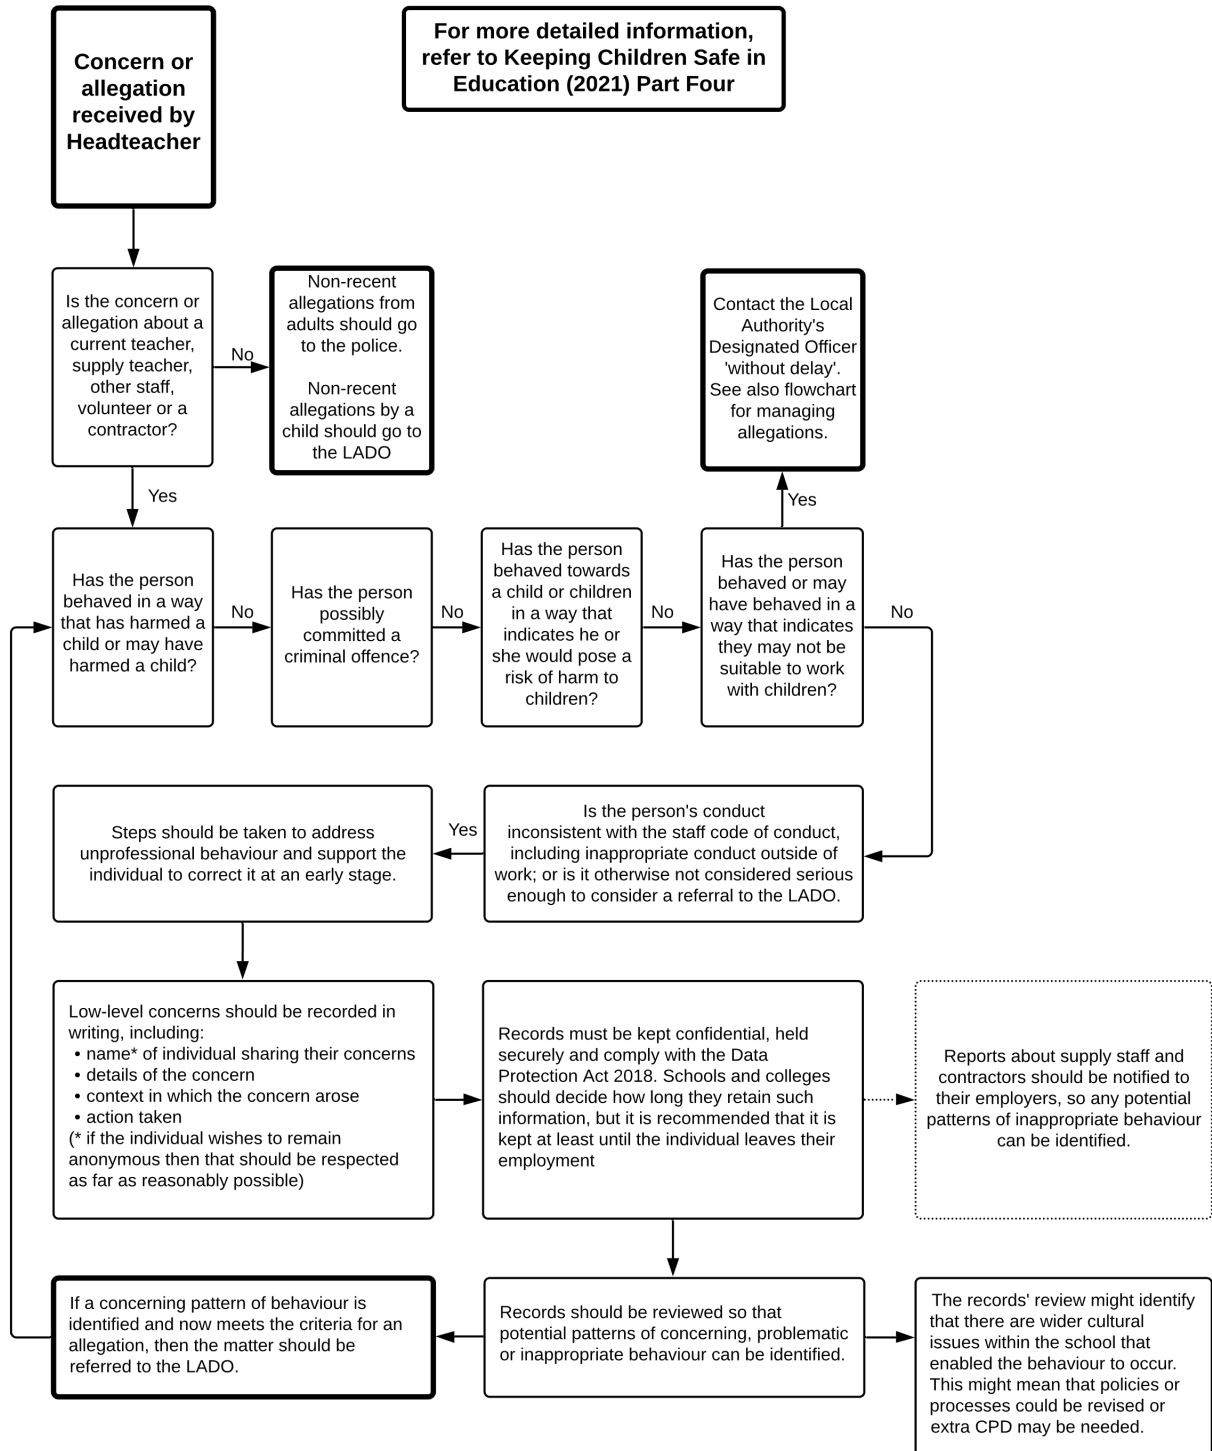 Concern or
allegation
received by
Headteacher
For more detailed information,
refer to Keeping Children Safe in
Education (2021) Part Four
Is the concern or
allegation about a
current teacher,
supply teacher,
other staff,
volunteer or a
contractor?
No
Non-recent
allegations from
adults should go
to the police.
Non-recent
allegations by a
child should go to
the LADO
Contact the Local
Authority's
Designated Officer
'without delay'.
See also flowchart
for managing
allegations.
Yes
Yes
Has the person
behaved in a way
that has harmed a
child or may have
harmed a child?
No
Has the person
possibly
committed a
criminal offence?
No
Has the person
behaved towards
a child or children
in a way that
indicates he or
she would pose a
risk of harm to
children?
No
Has the person
behaved or may
have behaved in a
way that indicates
they may not be
suitable to work
with children?
No
Steps should be taken to address
unprofessional behaviour and support the
individual to correct it at an early stage.
Yes
Is the person's conduct
inconsistent with the staff code of conduct,
including inappropriate conduct outside of
work; or is it otherwise not considered serious
enough to consider a referral to the LADO.
Low-level concerns should be recorded in
writing, including:
• name* of individual sharing their concerns
• details of the concern
• context in which the concern arose
• action taken
(* if the individual wishes to remain
anonymous then that should be respected
as far as reasonably possible)
Records must be kept confidential, held
securely and comply with the Data
Protection Act 2018. Schools and colleges
should decide how long they retain such
information, but it is recommended that it is
kept at least until the individual leaves their
employment
Reports about supply staff and
contractors should be notified to
their employers, so any potential
patterns of inappropriate behaviour
can be identified.
If a concerning pattern of behaviour is
identified and now meets the criteria for an
allegation, then the matter should be
referred to the LADO.
Records should be reviewed so that
potential patterns of concerning, problematic
or inappropriate behaviour can be identified.
The records' review might identify
that there are wider cultural
issues within the school that
enabled the behaviour to occur.
This might mean that policies or
processes could be revised or
extra CPD may be needed.